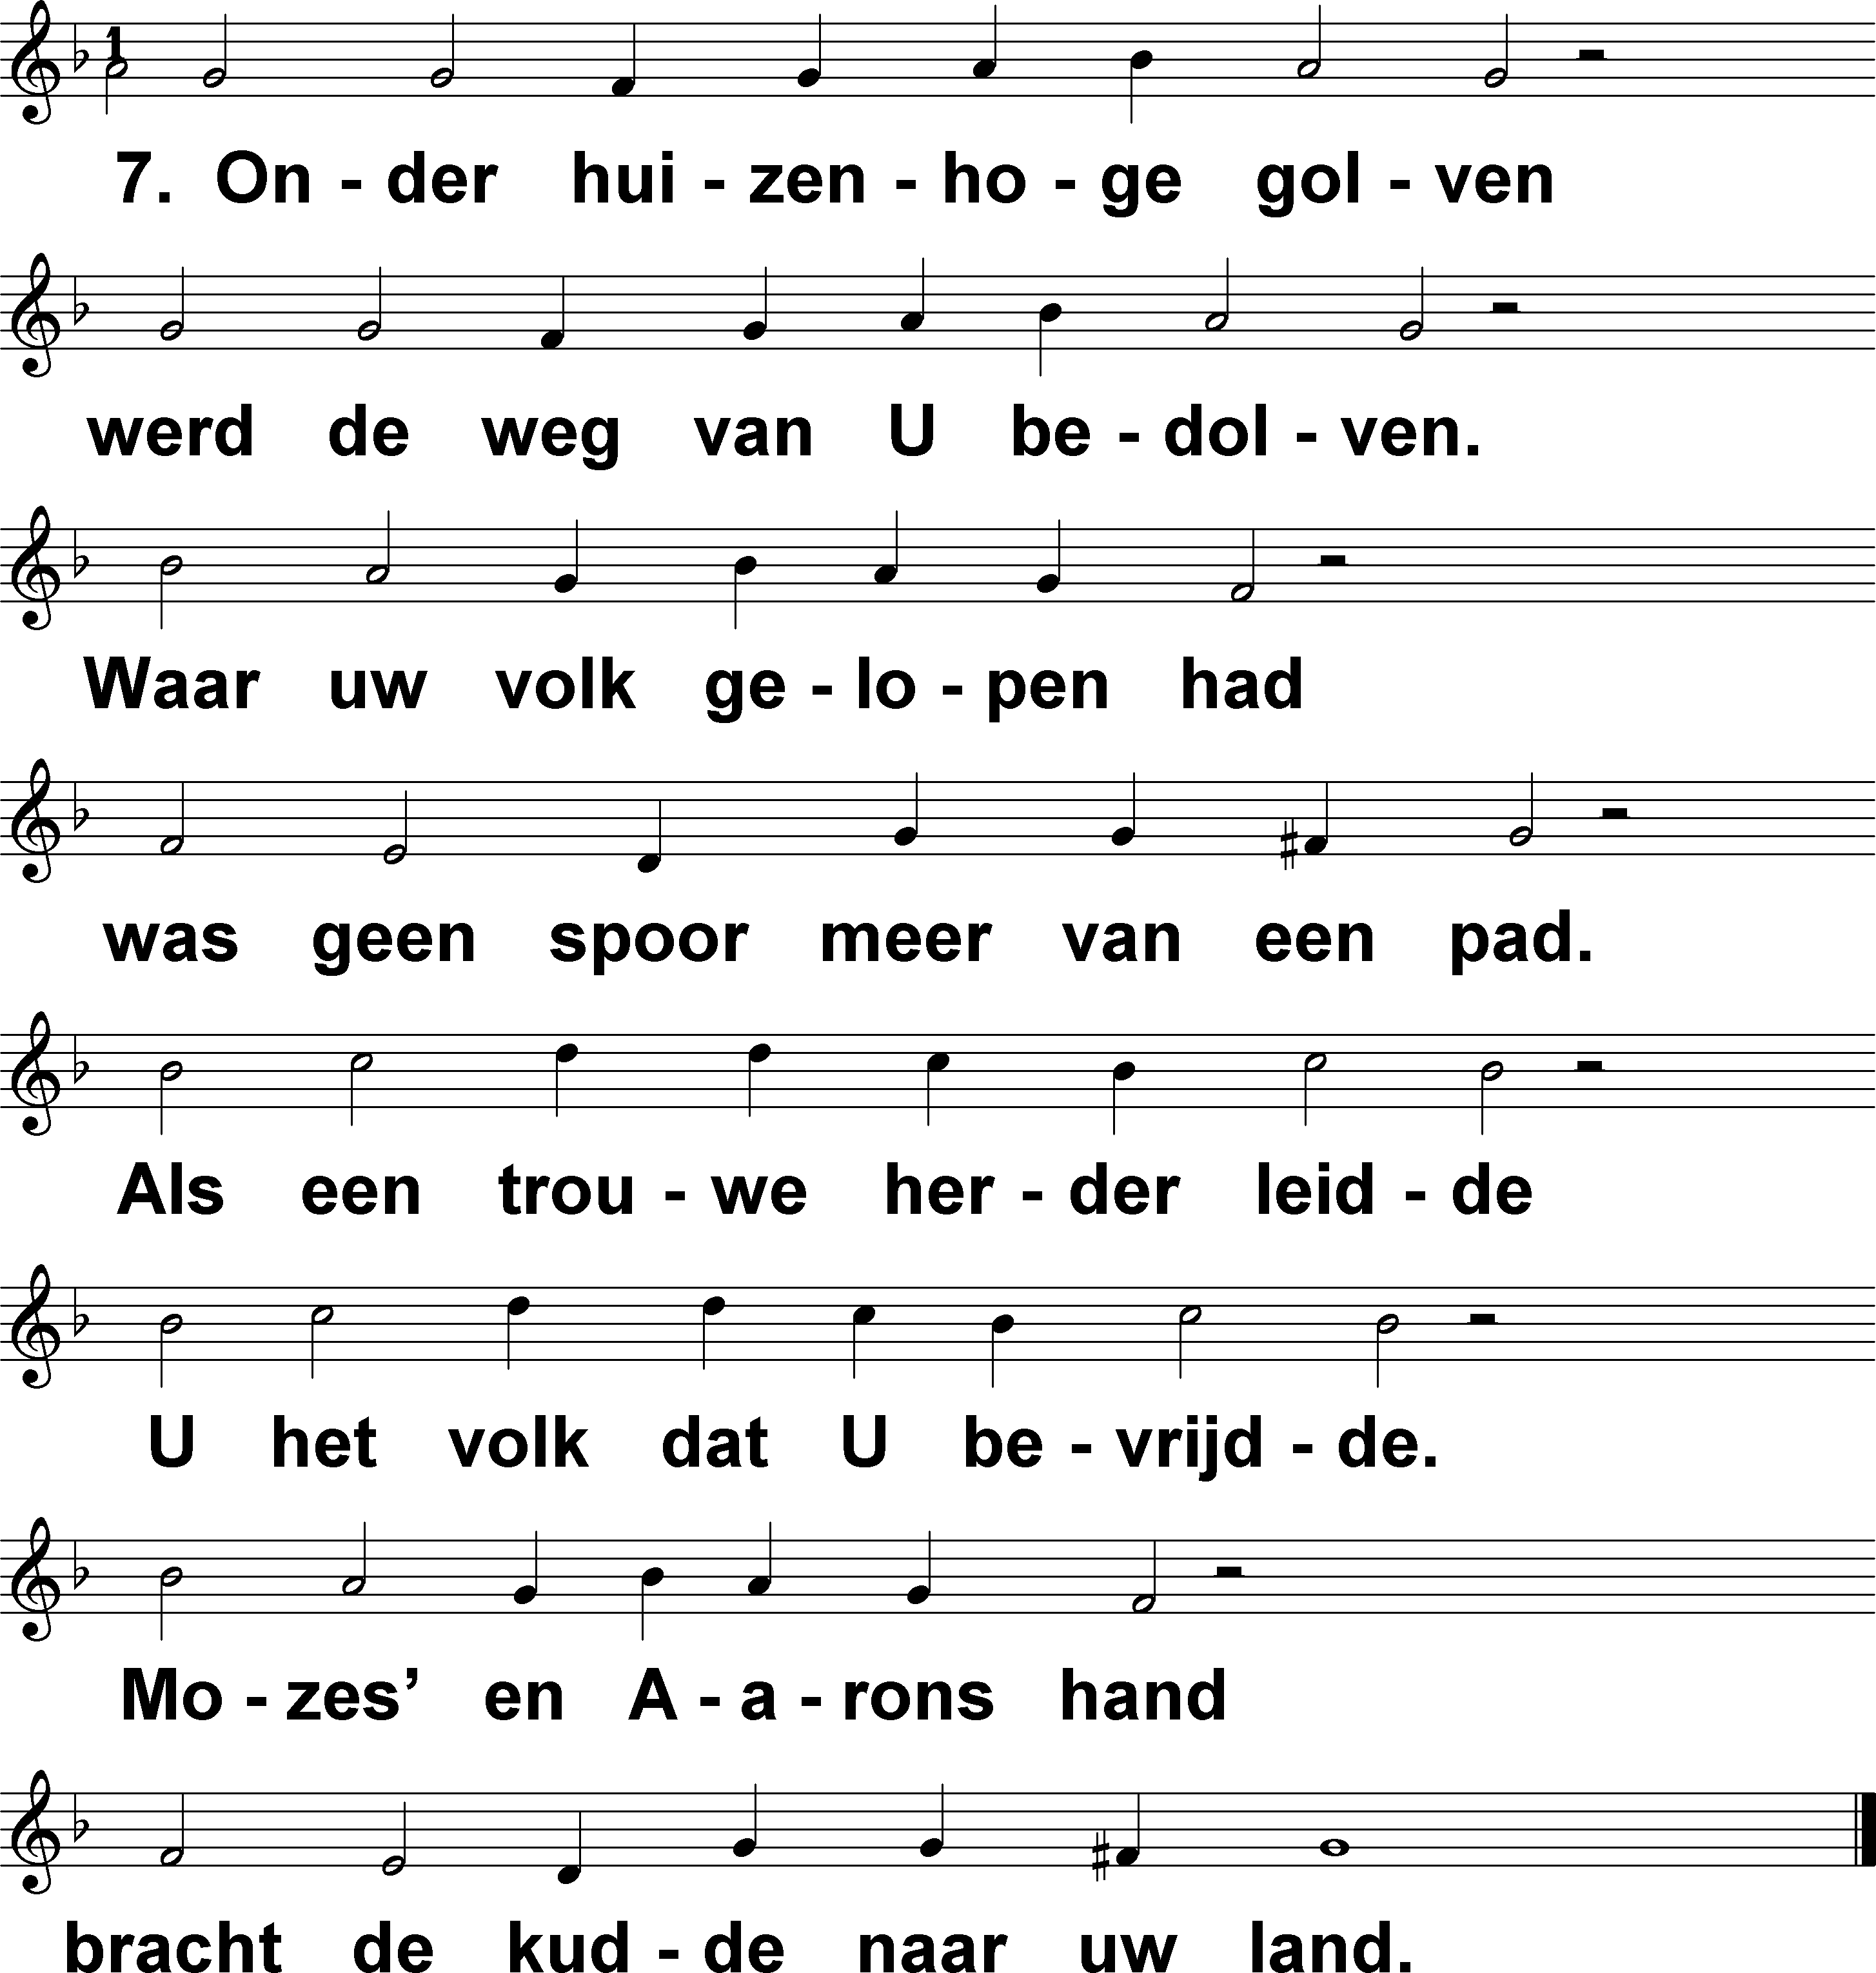 1
7. On - der hui - zen - ho - ge gol - ven
werd de weg van U be - dol - ven.
Waar uw volk ge - lo - pen had
was geen spoor meer van een pad.
Als een trou - we her - der leid - de
U het volk dat U be - vrijd - de.
Mo - zes’ en A - a - rons hand
bracht de kud - de naar uw land.